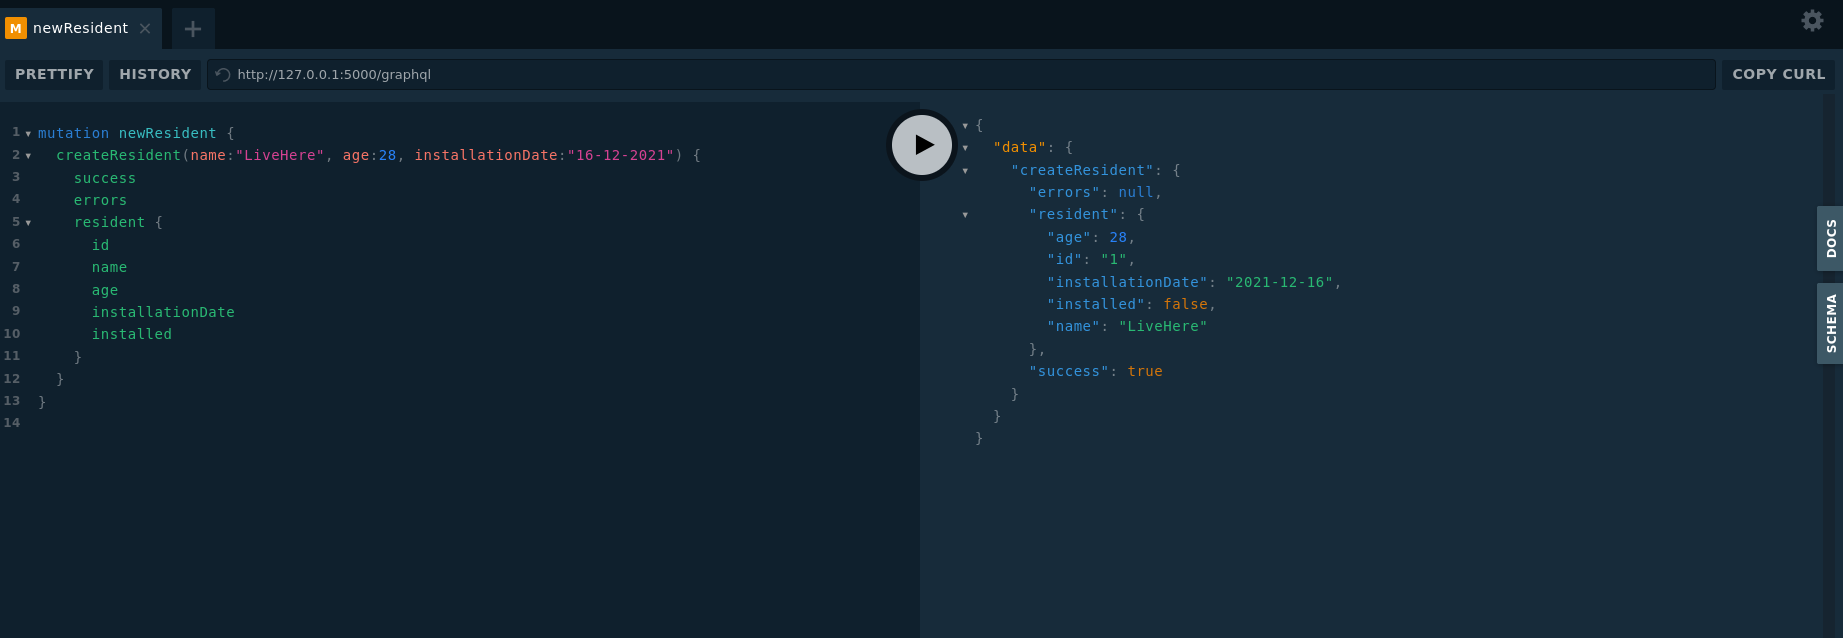 M newResident × +
PRETTIFY HISTORY http://127.0.0.1:5000/graphql COPY CURL
1 mutation newResident {
2 createResident(name:"LiveHere", age:28, installationDate:"16-12-2021") {
3 success
4 errors
5 resident {
6 id
7 name
8 age
9 installationDate
10 installed
11 }
12 }
13 }
14
{
"data": {
"createResident": {
"errors": null,
"resident": {
"age": 28,
"id": "1",
"installationDate": "2021-12-16",
"installed": false,
"name": "LiveHere"
},
"success": true
}
}
}
DOCS
SCHEMA